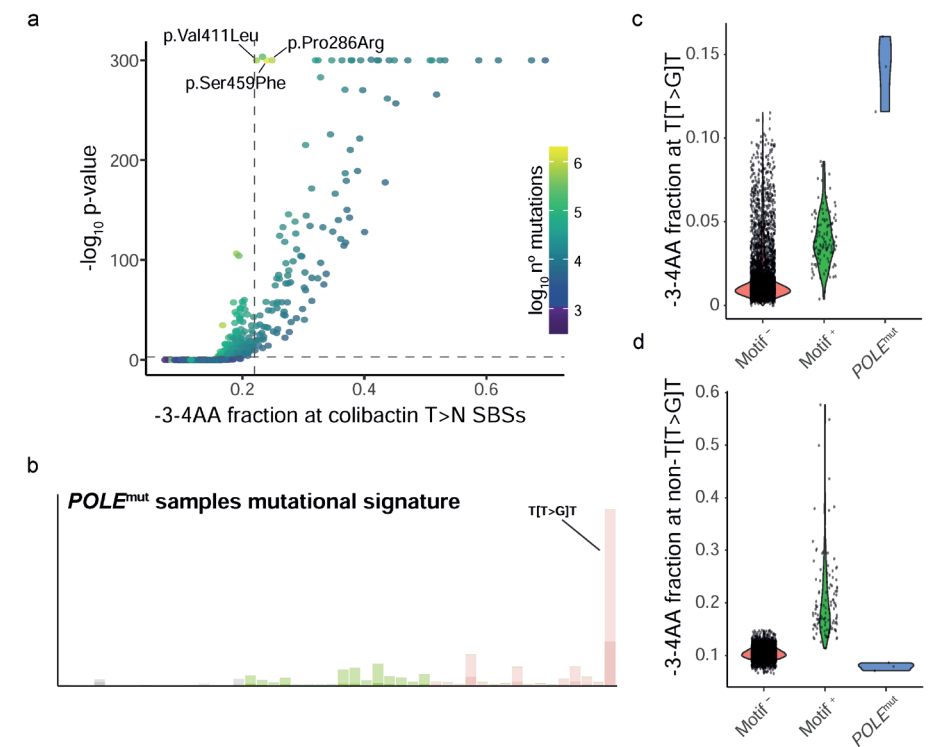 a
p.Val411Leu
p.Pro286Arg
p.Ser459Phe
300
200
100
0
-log10 p-value
0.2 0.4 0.6
-3-4AA fraction at colibactin T>N SBSs
log10 nº mutations
6
5
4
3
b
POLEmut samples mutational signature
T[T>G]T
c
-3-4AA fraction at T[T>G]T
0.15
0.10
0.05
0
Motif - Motif + POLEmut
d
-3-4AA fraction at non-T[T>G]T
0.6
0.5
0.4
0.3
0.2
0.1
Motif - Motif + POLEmut